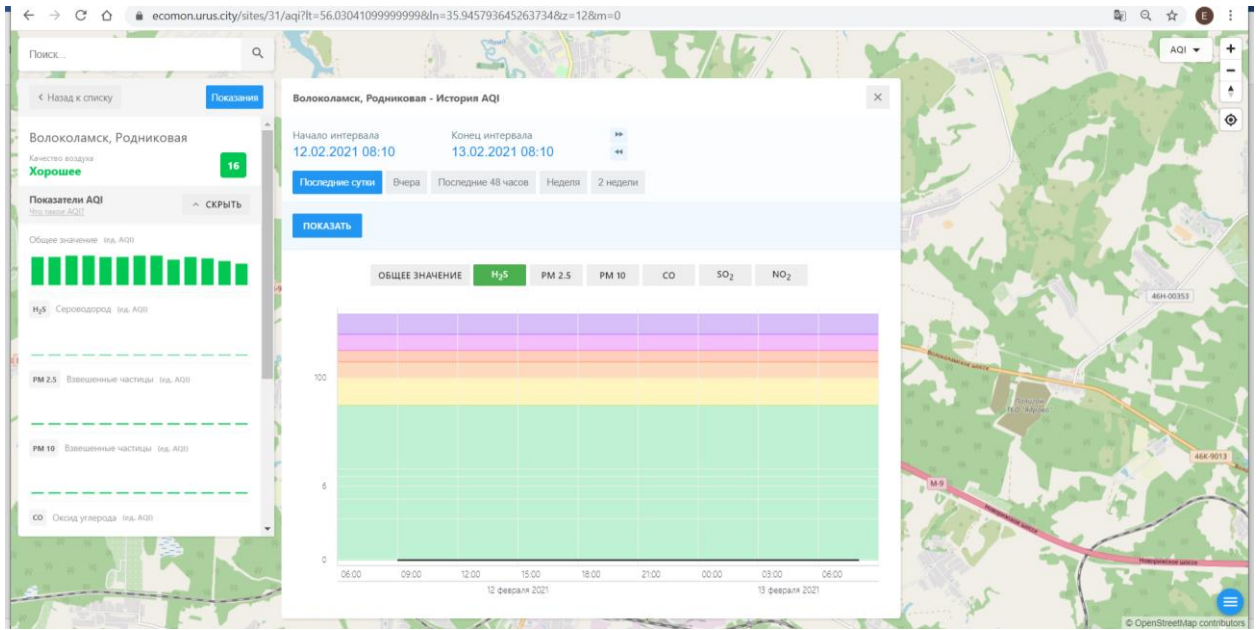 ecomon.urus.city/sites/31/aqi?lt=56.03041099999999&ln=35.945793645263734&z=12&m=0
E
Поиск...
AQI
Назад к списку
Показания
Волоколамск, Родниковая
Качество воздуха
Хорошее
16
Показатели AQI
Что такое AQI?
СКРЫТЬ
Общее значение (ед. AQI)
H₂S Сероводород (ед. AQI)
PM 2.5 Взвешенные частицы (ед. AQI)
PM 10 Взвешенные частицы (ед. AQI)
CO Оксид углерода (ед. AQI)
Волоколамск, Родниковая - История AQI
Начало интервала
Конец интервала
12.02.2021 08:10
13.02.2021 08:10
Последние сутки
Вчера
Последние 48 часов
Неделя
2 недели
ПОКАЗАТЬ
ОБЩЕЕ ЗНАЧЕНИЕ
H₂S
PM 2.5
PM 10
CO
SO₂
NO₂
100
6
0
06:00 09:00 12:00 15:00 18:00 21:00 00:00 03:00 06:00
12 февраля 2021
13 февраля 2021
46Н-00353
Волоколамское шоссе
Полигон
46К-9013
М-9
Новорижское шоссе
Новорижское шоссе
© OpenStreetMap contributors